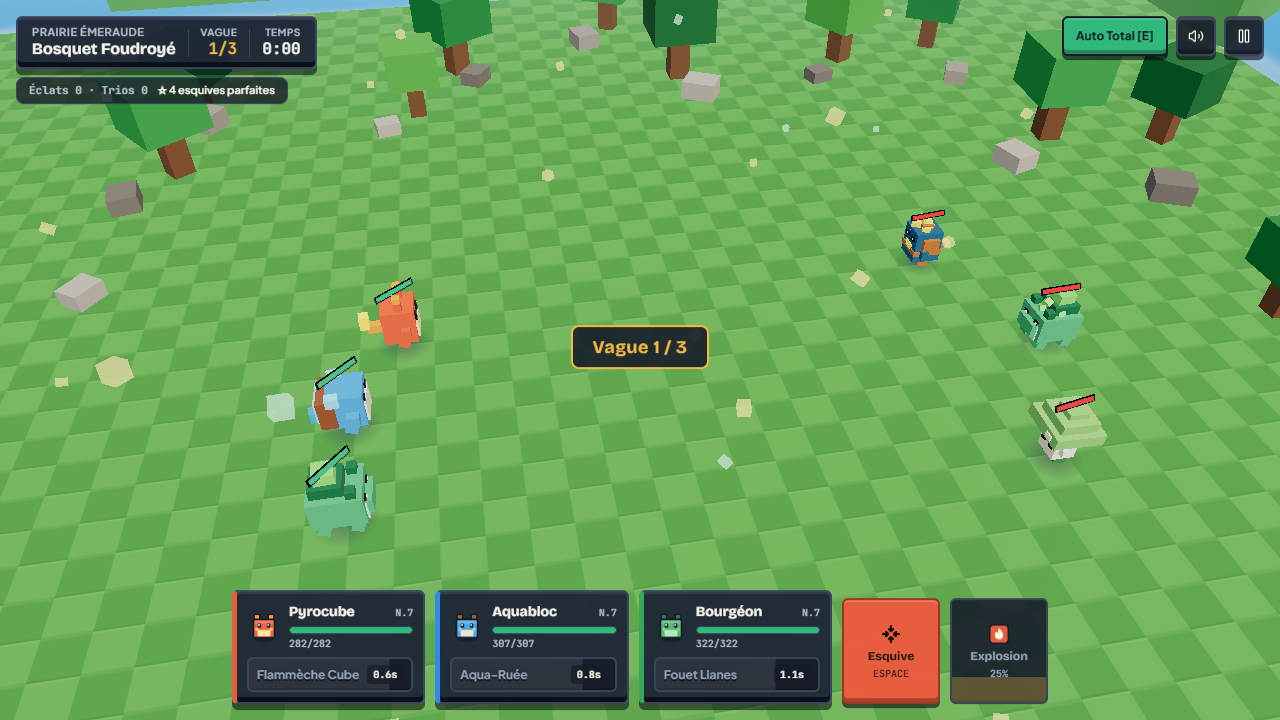 PRAIRIE ÉMERAUDE
Bosquet Foudroyé
VAGUE
1/3
TEMPS
0:00
Éclats 0 · Trios 0 ★ 4 esquives parfaites
Auto Total [E]
Vague 1 / 3
Pyrocube N.7
282/282
Flammèche Cube 0.6s
Aquabloc N.7
307/307
Aqua-Ruée 0.8s
Bourgéon N.7
322/322
Fouet Lianes 1.1s
Esquive
ESPACE
Explosion
25%